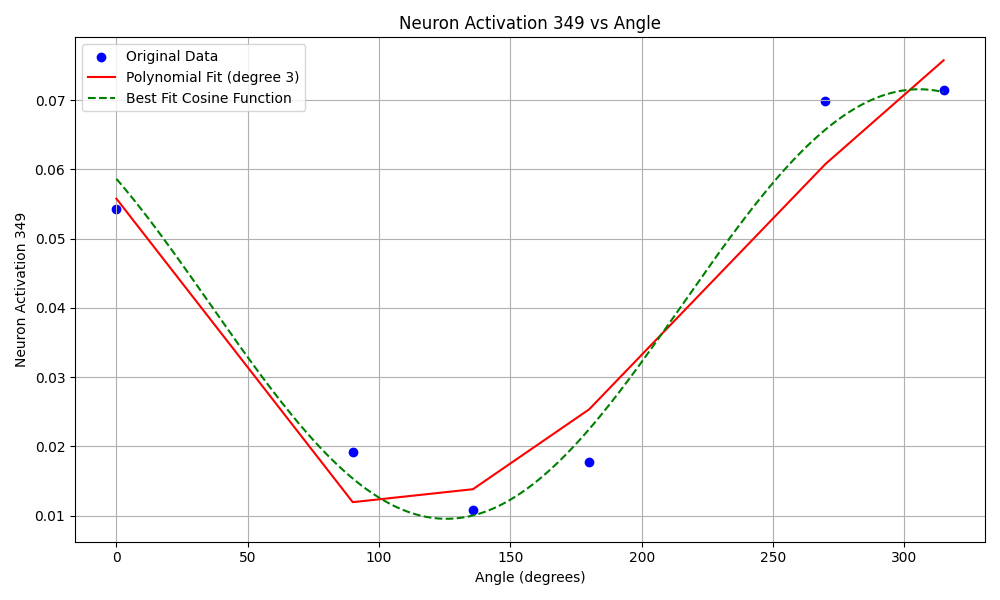 Neuron Activation 349 vs Angle
Original Data
Polynomial Fit (degree 3)
Best Fit Cosine Function
Neuron Activation 349
0.07
0.06
0.05
0.04
0.03
0.02
0.01
0 50 100 150 200 250 300
Angle (degrees)